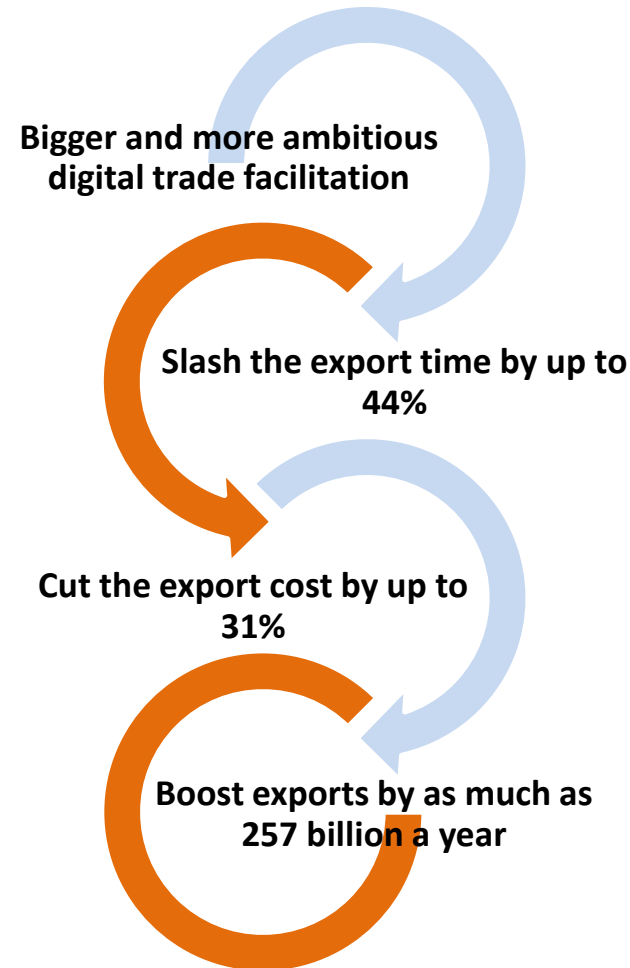 Bigger and more ambitious
digital trade facilitation
Slash the export time by up to
44%
Cut the export cost by up to
31%
Boost exports by as much as
257 billion a year